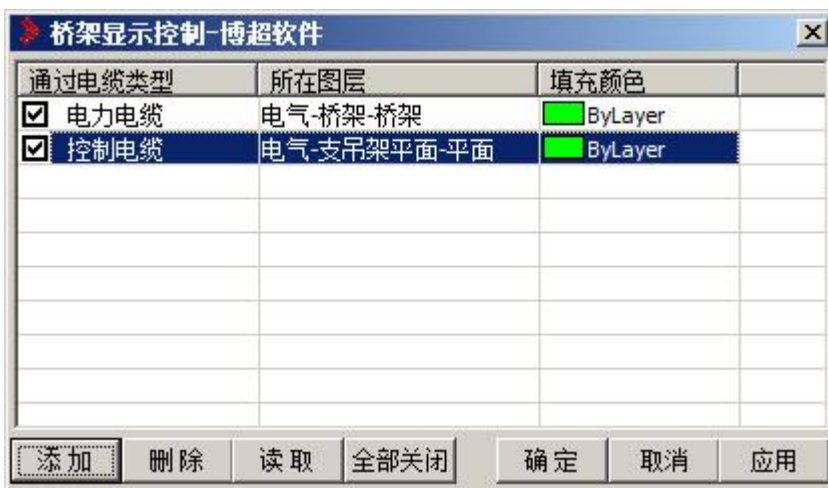 桥架显示控制-博超软件
通过电缆类型 所在图层 填充颜色
电力电缆 电气-桥架-桥架 ByLayer
控制电缆 电气-支吊架平面-平面 ByLayer
添加 删除 读取 全部关闭 确定 取消 应用